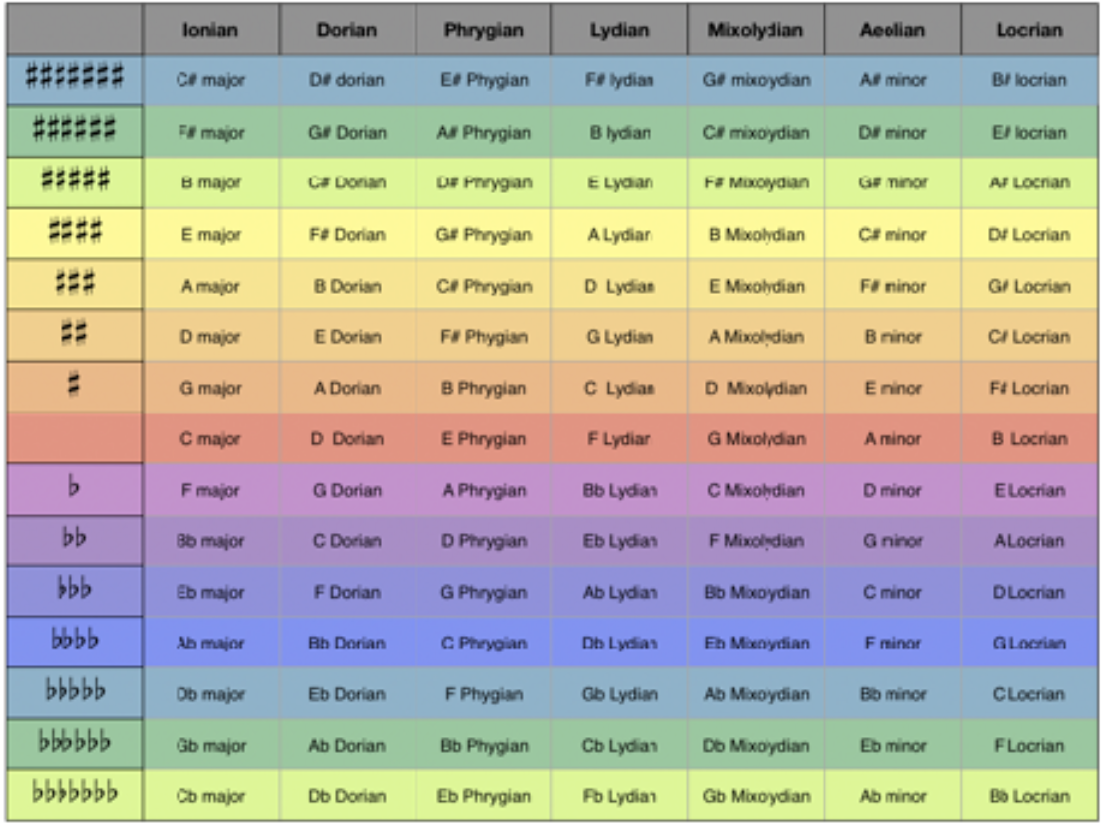 Ionian Dorian Phrygian Lydian Mixolydian Aeolian Locrian
♯♯♯♯♯♯♯ C# major D# dorian E# Phygian F# lydian G# mixoydian A# minor B# locrian
♯♯♯♯♯♯ F# major G# Dorian A# Phrygian B lydian C# mixoydian D# minor E# locrian
♯♯♯♯♯ B major C# Dorian D# Phrygian E Lydian F# Mixolydian G# minor A# Locrian
♯♯♯♯ E major F# Dorian G# Phrygian A Lydian B Mixolydian C# minor D# Locrian
♯♯♯ A major B Dorian C# Phrygian D Lydian E Mixolydian F# minor G# Locrian
♯♯ D major E Dorian F# Phygian G Lydian A Mixolydian B minor C# Locrian
♯ G major A Dorian B Phrygian C Lydian D Mixolydian E minor F# Locrian
C major D Dorian E Phrygian F Lydian G Mixolydian A minor B Locrian
♭ F major G Dorian A Phrygian Bb Lydian C Mixolydian D minor E Locrian
♭♭ Bb major C Dorian D Phrygian Eb Lydian F Mixolydian G minor A Locrian
♭♭♭ Eb major F Dorian G Phrygian Ab Lydian Bb Mixoydian C minor D Locrian
♭♭♭♭ Ab major Bb Dorian C Phrygian Db Lydian Eb Mixoydian F minor G Locrian
♭♭♭♭♭ Db major Eb Dorian F Phygian Gb Lydian Ab Mixoydian Bb minor C Locrian
♭♭♭♭♭♭ Gb major Ab Dorian Bb Phygian Cb Lydian Db Mixoydian Eb minor F Locrian
♭♭♭♭♭♭♭ Cb major Db Dorian Eb Phrygian Fb Lydian Gb Mixoydian Ab minor Bb Locrian